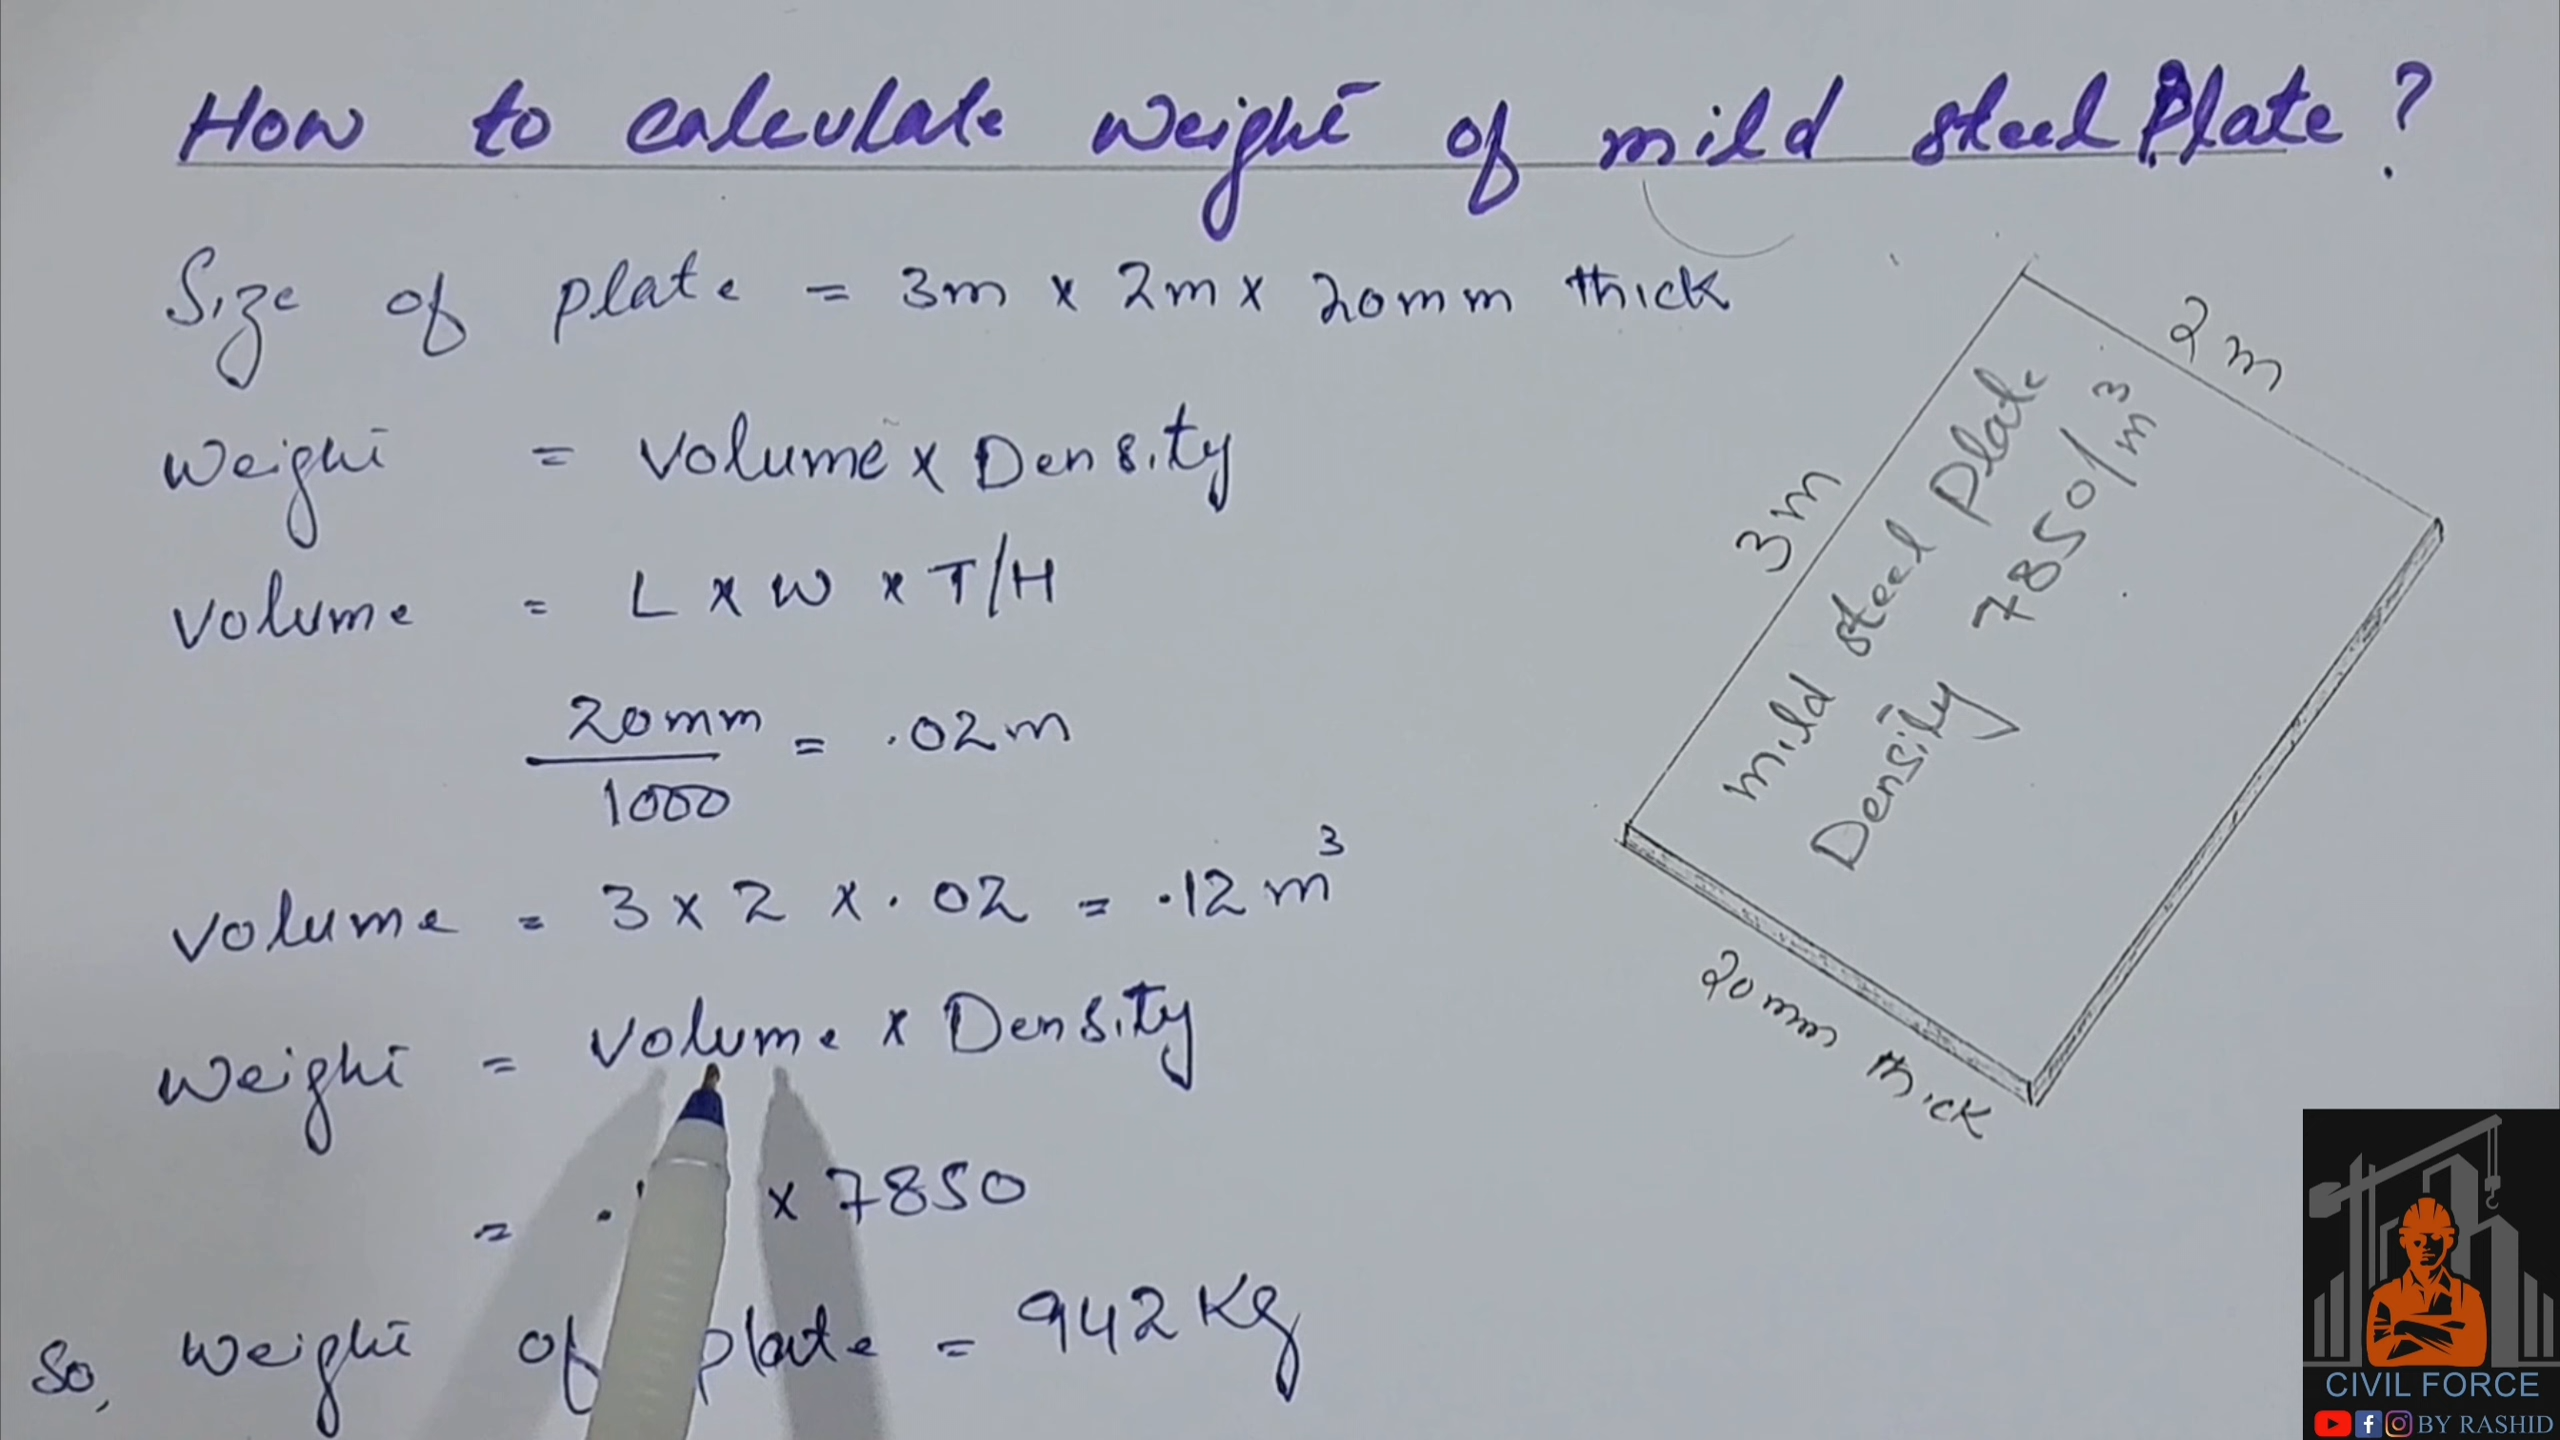 How to calculate weight of mild steel Plate ?
Size of plate = 3m x 2m x 20mm thick
Weight = Volume x Density
Volume = L x W x T/H
20mm
1000
= .02m
Volume = 3 x 2 x .02 = .12m³
Weight = Volume x Density
= . x 7850
So, Weight of plate = 942 Kg
2m
3m
Mild steel plate
Density 7850/m³
20mm thick
CIVIL FORCE
BY RASHID